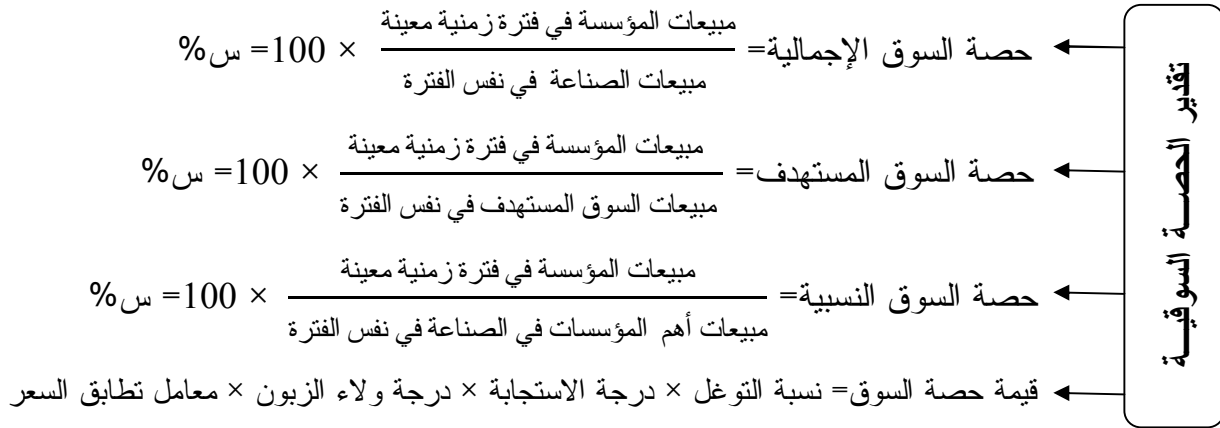 تقدير الحصة السوقية
مبيعات المؤسسة في فترة زمنية معينة
حصة السوق الإجمالية= × 100= س%
مبيعات الصناعة في نفس الفترة
مبيعات المؤسسة في فترة زمنية معينة
حصة السوق المستهدف= × 100= س%
مبيعات السوق المستهدف في نفس الفترة
مبيعات المؤسسة في فترة زمنية معينة
حصة السوق النسبية= × 100= س%
مبيعات أهم المؤسسات في الصناعة في نفس الفترة
قيمة حصة السوق= نسبة التوغل × درجة الاستجابة × درجة ولاء الزبون × معامل تطابق السعر